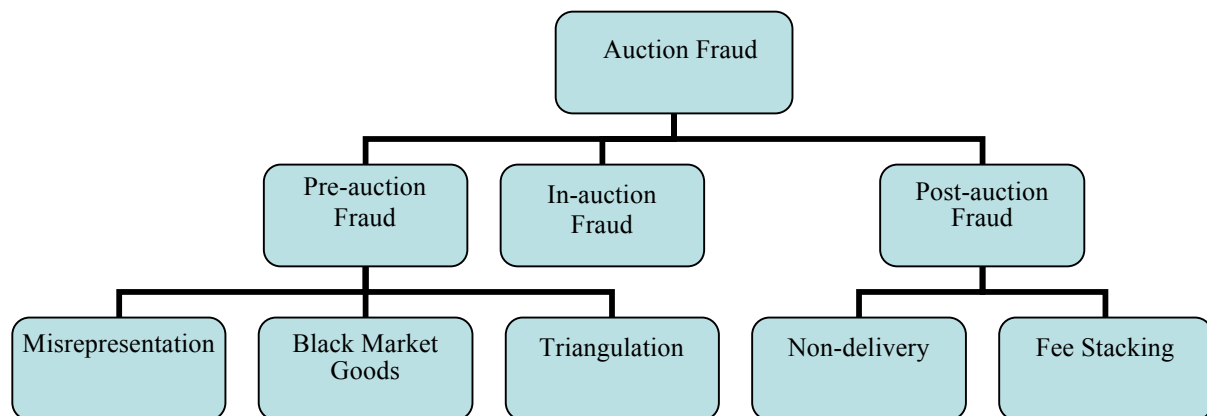 Auction Fraud
Pre-auction
Fraud
In-auction
Fraud
Post-auction
Fraud
Misrepresentation
Black Market
Goods
Triangulation
Non-delivery
Fee Stacking